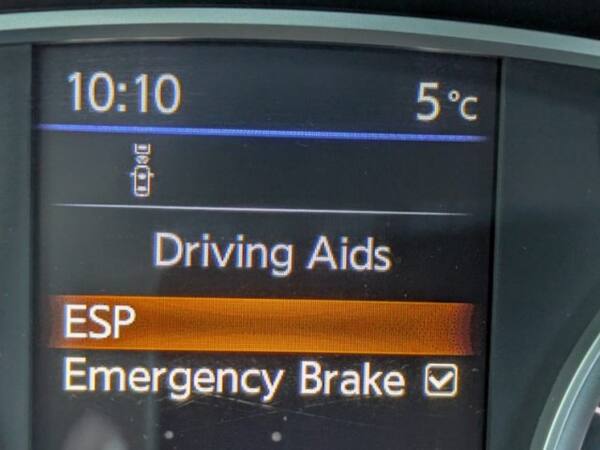 10:10 5°C
Driving Aids
ESP
Emergency Brake